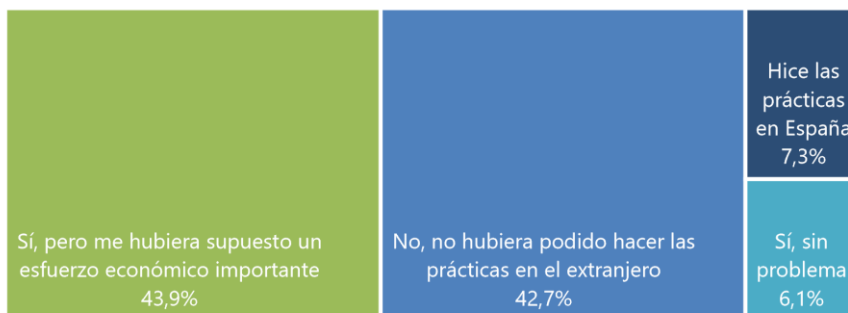 Sí, pero me hubiera supuesto un
esfuerzo económico importante
43,9%
No, no hubiera podido hacer las
prácticas en el extranjero
42,7%
Hice las
prácticas
en España
7,3%
Sí, sin
problema
6,1%